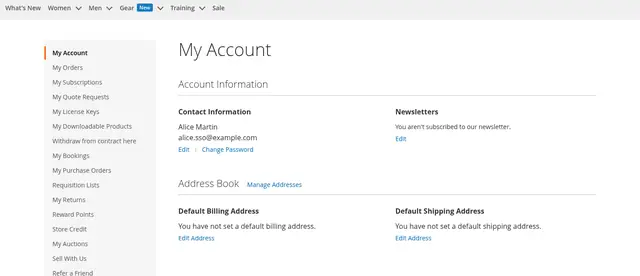 What's New Women Men Gear New Training Sale
My Account
My Orders
My Subscriptions
My Quote Requests
My License Keys
My Downloadable Products
Withdraw from contract here
My Bookings
My Purchase Orders
Requisition Lists
My Returns
Reward Points
Store Credit
My Auctions
Sell With Us
Refer a Friend
My Account
Account Information
Contact Information
Alice Martin
alice.sso@example.com
Edit | Change Password
Newsletters
You aren't subscribed to our newsletter.
Edit
Address Book Manage Addresses
Default Billing Address
You have not set a default billing address.
Edit Address
Default Shipping Address
You have not set a default shipping address.
Edit Address